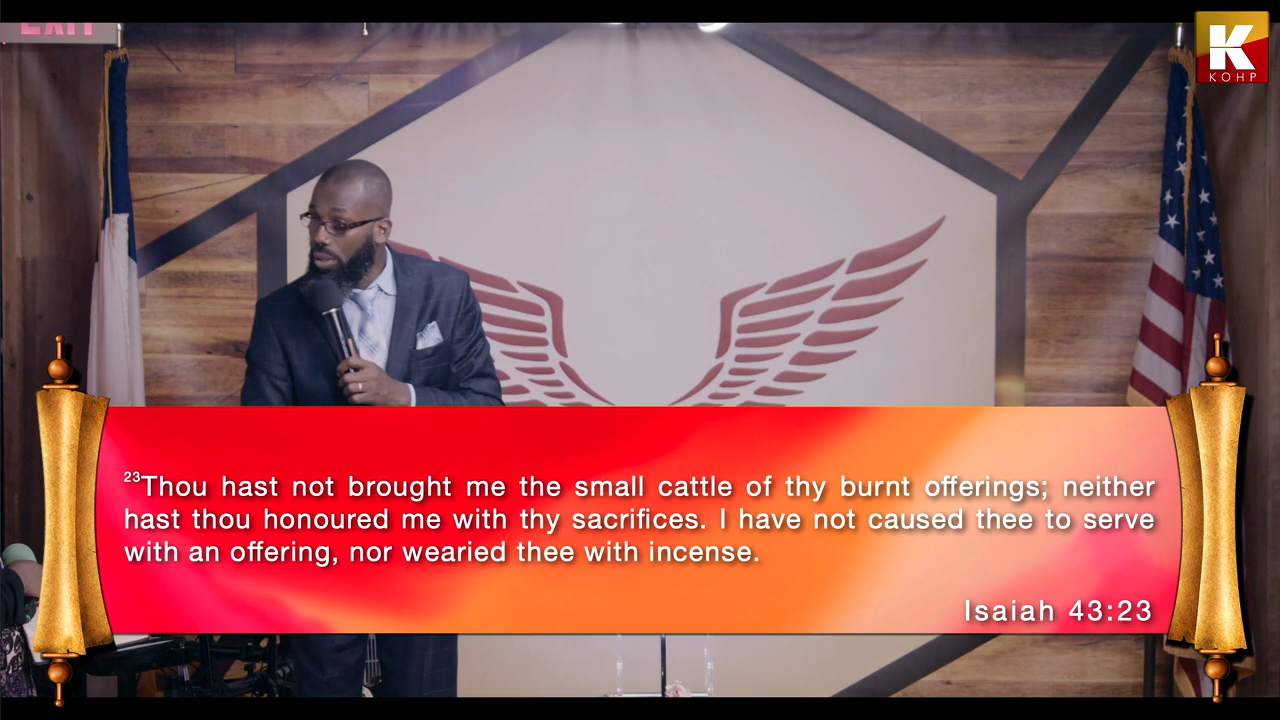 EXIT
K
KOHP
23Thou hast not brought me the small cattle of thy burnt offerings; neither
hast thou honoured me with thy sacrifices. I have not caused thee to serve
with an offering, nor wearied thee with incense.
Isaiah 43:23